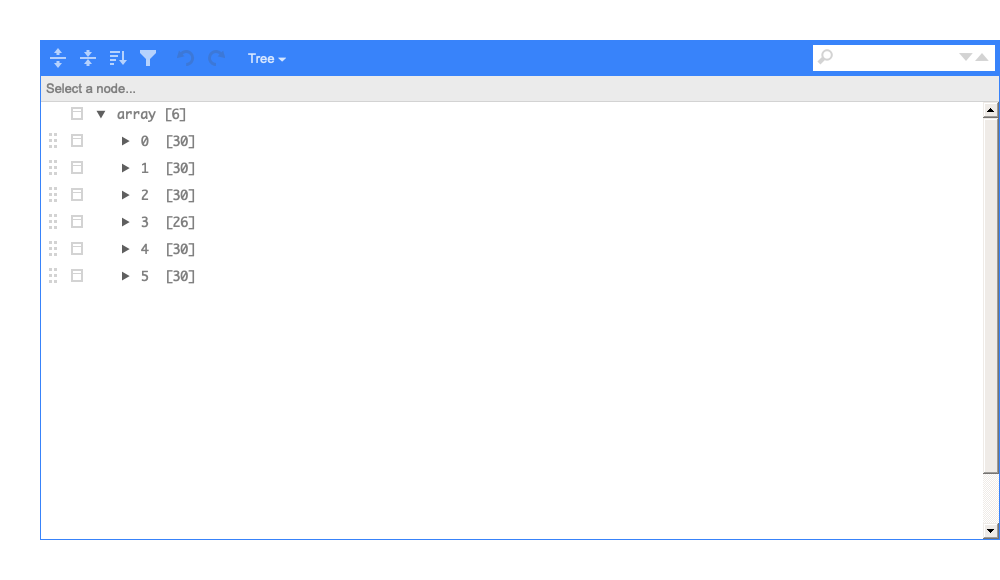 Tree
Select a node...
array [6]
0 [30]
1 [30]
2 [30]
3 [26]
4 [30]
5 [30]